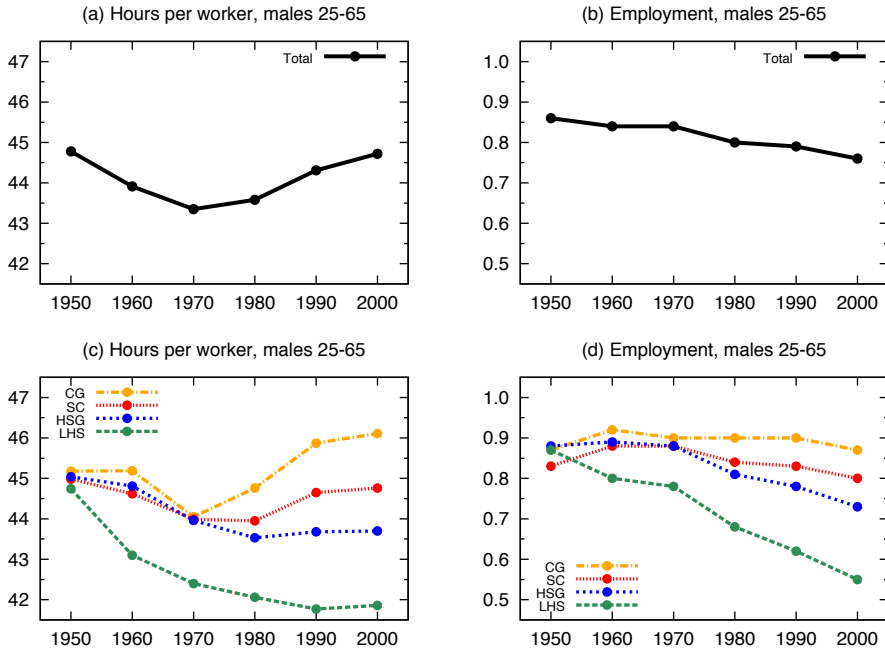 (a) Hours per worker, males 25-65
47
46
45
44
43
42
Total
1950 1960 1970 1980 1990 2000
(b) Employment, males 25-65
1.0
0.9
0.8
0.7
0.6
0.5
Total
1950 1960 1970 1980 1990 2000
(c) Hours per worker, males 25-65
47
46
45
44
43
42
CG
SC
HSG
LHS
1950 1960 1970 1980 1990 2000
(d) Employment, males 25-65
1.0
0.9
0.8
0.7
0.6
0.5
CG
SC
HSG
LHS
1950 1960 1970 1980 1990 2000